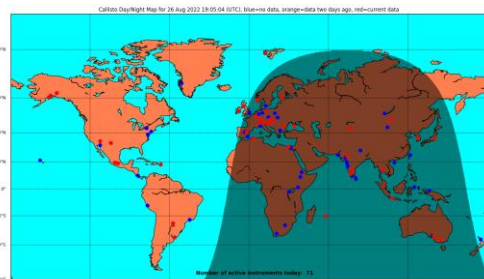 Callisto Day/Night Map for 26 Aug 2022 19:05:04 (UTC), blue=no data, orange=data two days ago, red=current data
Number of active instruments today: 71